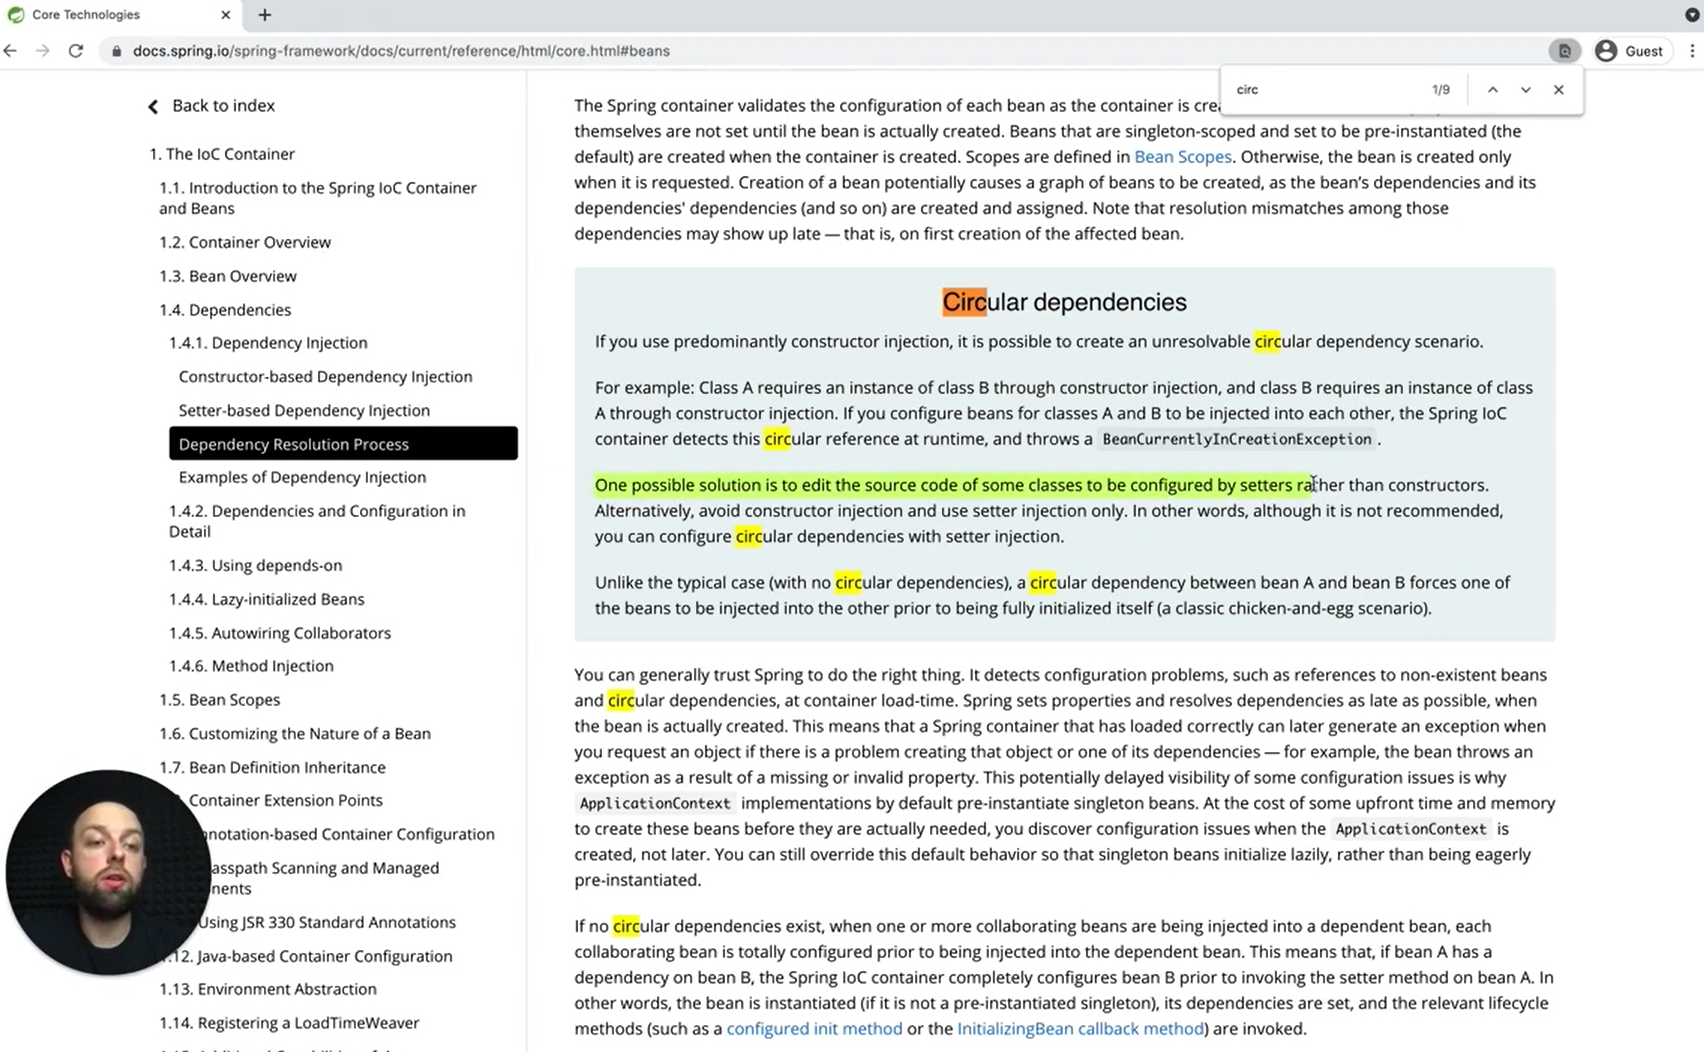 Core Technologies
docs.spring.io/spring-framework/docs/current/reference/html/core.html#beans
Guest
circ
1/9
Back to index
1. The IoC Container
1.1. Introduction to the Spring IoC Container
and Beans
1.2. Container Overview
1.3. Bean Overview
1.4. Dependencies
1.4.1. Dependency Injection
Constructor-based Dependency Injection
Setter-based Dependency Injection
Dependency Resolution Process
Examples of Dependency Injection
1.4.2. Dependencies and Configuration in
Detail
1.4.3. Using depends-on
1.4.4. Lazy-initialized Beans
1.4.5. Autowiring Collaborators
1.4.6. Method Injection
1.5. Bean Scopes
1.6. Customizing the Nature of a Bean
1.7. Bean Definition Inheritance
Container Extension Points
nnotation-based Container Configuration
asspath Scanning and Managed
nents
Using JSR 330 Standard Annotations
.12. Java-based Container Configuration
1.13. Environment Abstraction
1.14. Registering a LoadTimeWeaver
The Spring container validates the configuration of each bean as the container is crea
themselves are not set until the bean is actually created. Beans that are singleton-scoped and set to be pre-instantiated (the
default) are created when the container is created. Scopes are defined in Bean Scopes. Otherwise, the bean is created only
when it is requested. Creation of a bean potentially causes a graph of beans to be created, as the bean’s dependencies and its
dependencies' dependencies (and so on) are created and assigned. Note that resolution mismatches among those
dependencies may show up late — that is, on first creation of the affected bean.
Circular dependencies
If you use predominantly constructor injection, it is possible to create an unresolvable circular dependency scenario.
For example: Class A requires an instance of class B through constructor injection, and class B requires an instance of class
A through constructor injection. If you configure beans for classes A and B to be injected into each other, the Spring IoC
container detects this circular reference at runtime, and throws a BeanCurrentlyInCreationException.
One possible solution is to edit the source code of some classes to be configured by setters rather than constructors.
Alternatively, avoid constructor injection and use setter injection only. In other words, although it is not recommended,
you can configure circular dependencies with setter injection.
Unlike the typical case (with no circular dependencies), a circular dependency between bean A and bean B forces one of
the beans to be injected into the other prior to being fully initialized itself (a classic chicken-and-egg scenario).
You can generally trust Spring to do the right thing. It detects configuration problems, such as references to non-existent beans
and circular dependencies, at container load-time. Spring sets properties and resolves dependencies as late as possible, when
the bean is actually created. This means that a Spring container that has loaded correctly can later generate an exception when
you request an object if there is a problem creating that object or one of its dependencies — for example, the bean throws an
exception as a result of a missing or invalid property. This potentially delayed visibility of some configuration issues is why
ApplicationContext implementations by default pre-instantiate singleton beans. At the cost of some upfront time and memory
to create these beans before they are actually needed, you discover configuration issues when the ApplicationContext is
created, not later. You can still override this default behavior so that singleton beans initialize lazily, rather than being eagerly
pre-instantiated.
If no circular dependencies exist, when one or more collaborating beans are being injected into a dependent bean, each
collaborating bean is totally configured prior to being injected into the dependent bean. This means that, if bean A has a
dependency on bean B, the Spring IoC container completely configures bean B prior to invoking the setter method on bean A. In
other words, the bean is instantiated (if it is not a pre-instantiated singleton), its dependencies are set, and the relevant lifecycle
methods (such as a configured init method or the InitializingBean callback method) are invoked.